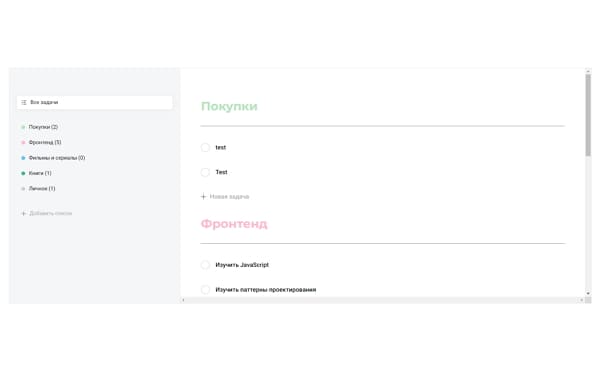 Все задачи
Покупки (2)
Фронтенд (5)
Фильмы и сериалы (0)
Книги (1)
Личное (1)
Добавить список
Покупки
test
Test
Новая задача
Фронтенд
Изучить JavaScript
Изучить паттерны проектирования